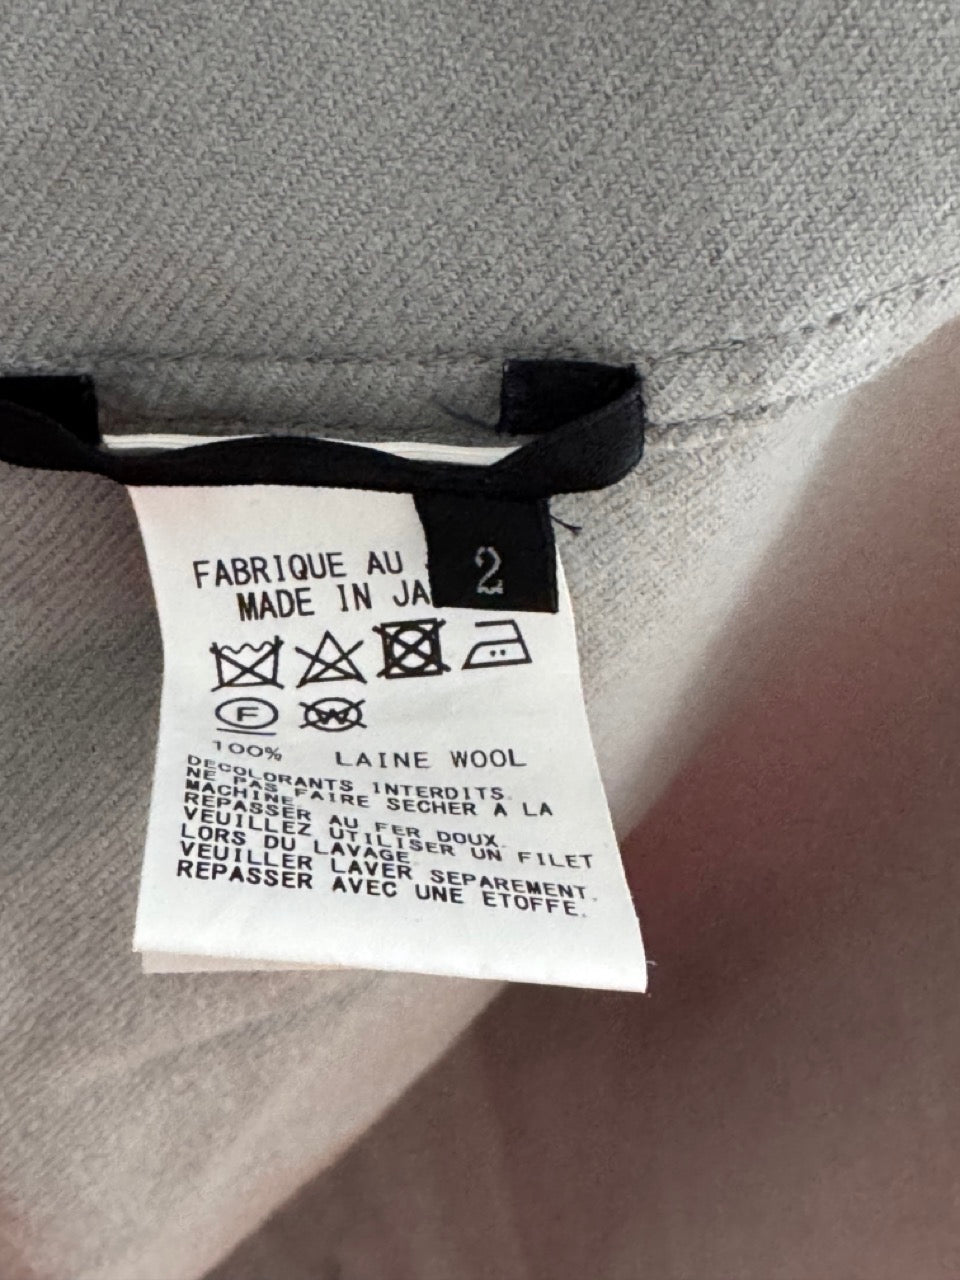 FABRIQUE AU
MADE IN JA
2
F
W
100% LAINE WOOL
DECOLORANTS INTERDITS.
NE PAS FAIRE SECHER A LA
MACHINE.
REPASSER AU FER DOUX.
VEUILLEZ UTILISER UN FILET
LORS DU LAVAGE
VEUILLER LAVER SEPAREMENT.
REPASSER AVEC UNE ETOFFE.